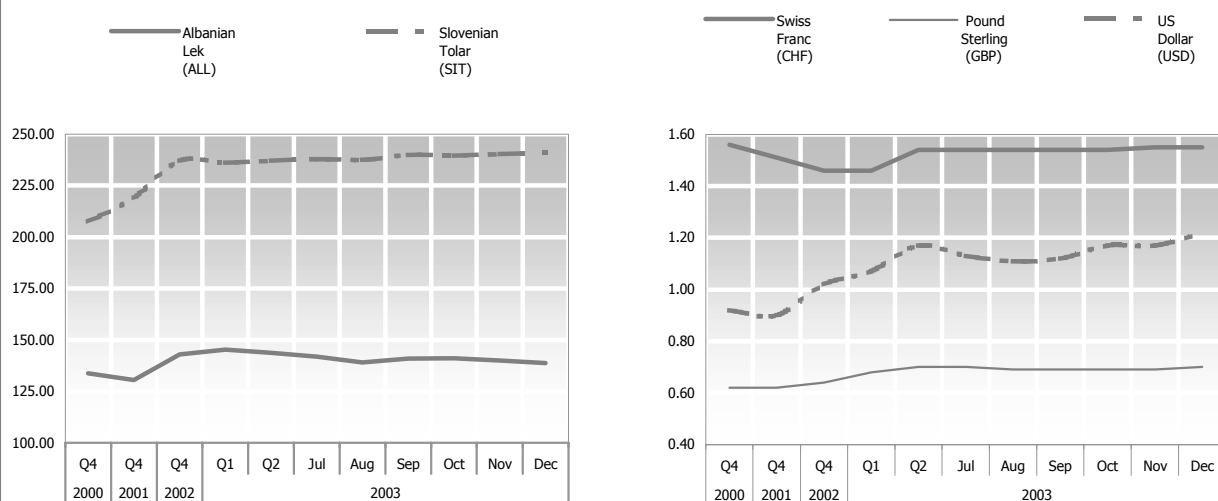 Albanian
Lek
(ALL)
Slovenian
Tolar
(SIT)
250.00
225.00
200.00
175.00
150.00
125.00
100.00
Q4 Q4 Q4 Q1 Q2 Jul Aug Sep Oct Nov Dec
2000 2001 2002 2003
Swiss
Franc
(CHF)
Pound
Sterling
(GBP)
US
Dollar
(USD)
1.60
1.40
1.20
1.00
0.80
0.60
0.40
Q4 Q4 Q4 Q1 Q2 Jul Aug Sep Oct Nov Dec
2000 2001 2002 2003